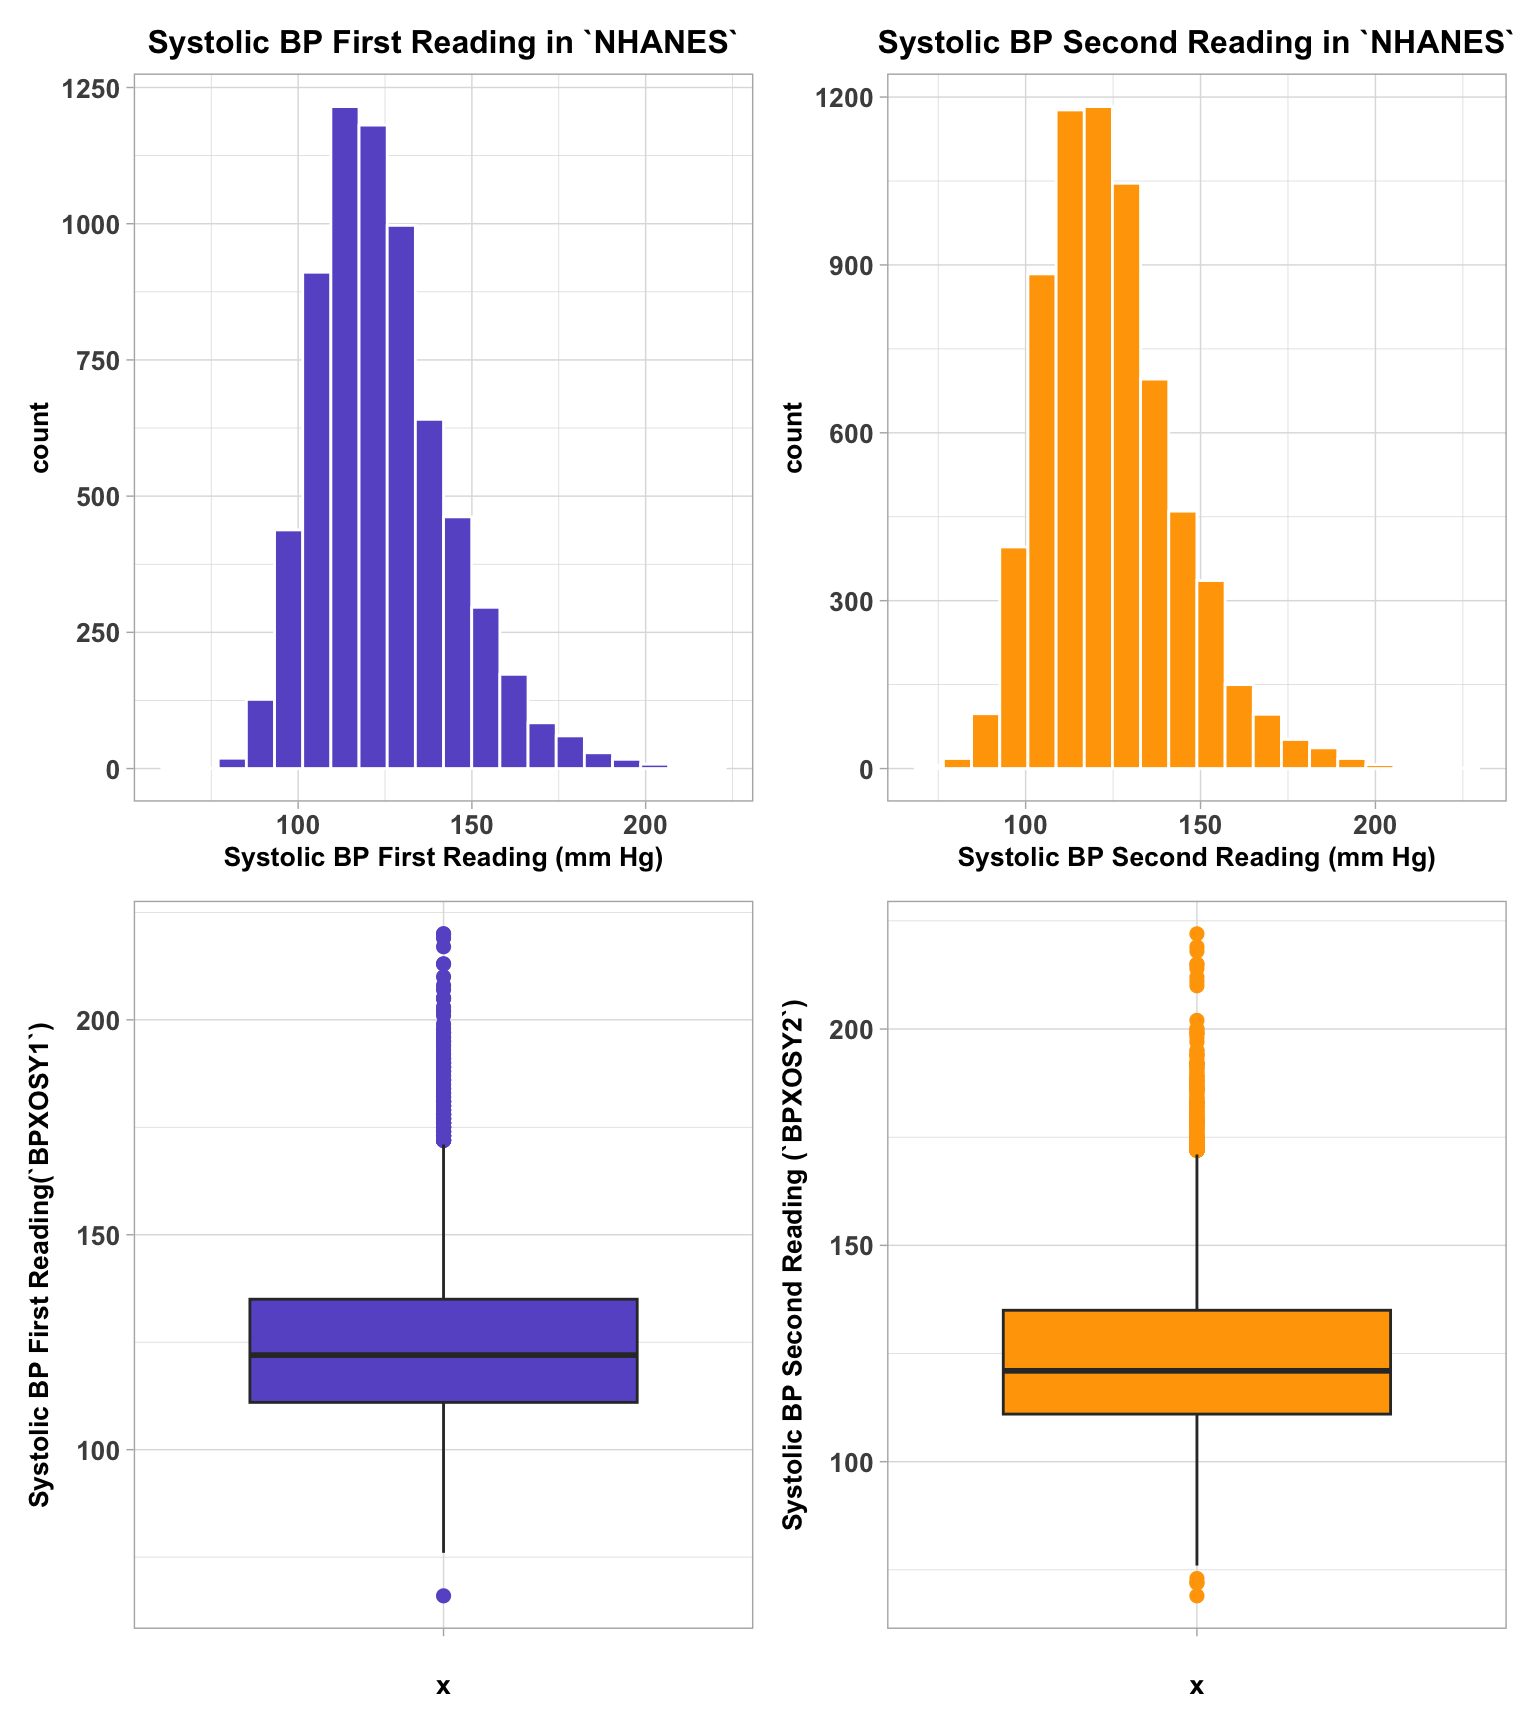 Systolic BP First Reading in `NHANES`
1250
1000
750
500
250
0
count
100 150 200
Systolic BP First Reading (mm Hg)
Systolic BP Second Reading in `NHANES`
1200
900
600
300
0
count
100 150 200
Systolic BP Second Reading (mm Hg)
200
150
100
Systolic BP First Reading(`BPXOSY1`)
x
200
150
100
Systolic BP Second Reading (`BPXOSY2`)
x